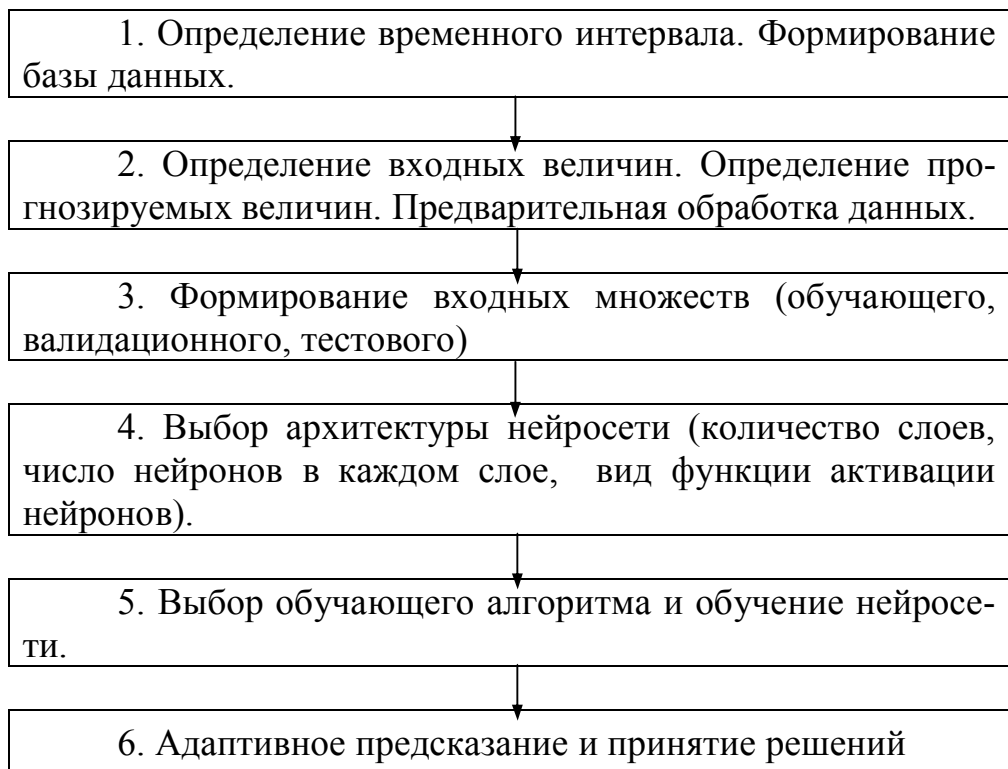 1. Определение временного интервала. Формирование
базы данных.
2. Определение входных величин. Определение про-
гнозируемых величин. Предварительная обработка данных.
3. Формирование входных множеств (обучающего,
валидационного, тестового)
4. Выбор архитектуры нейросети (количество слоев,
число нейронов в каждом слое, вид функции активации
нейронов).
5. Выбор обучающего алгоритма и обучение нейросе-
ти.
6. Адаптивное предсказание и принятие решений